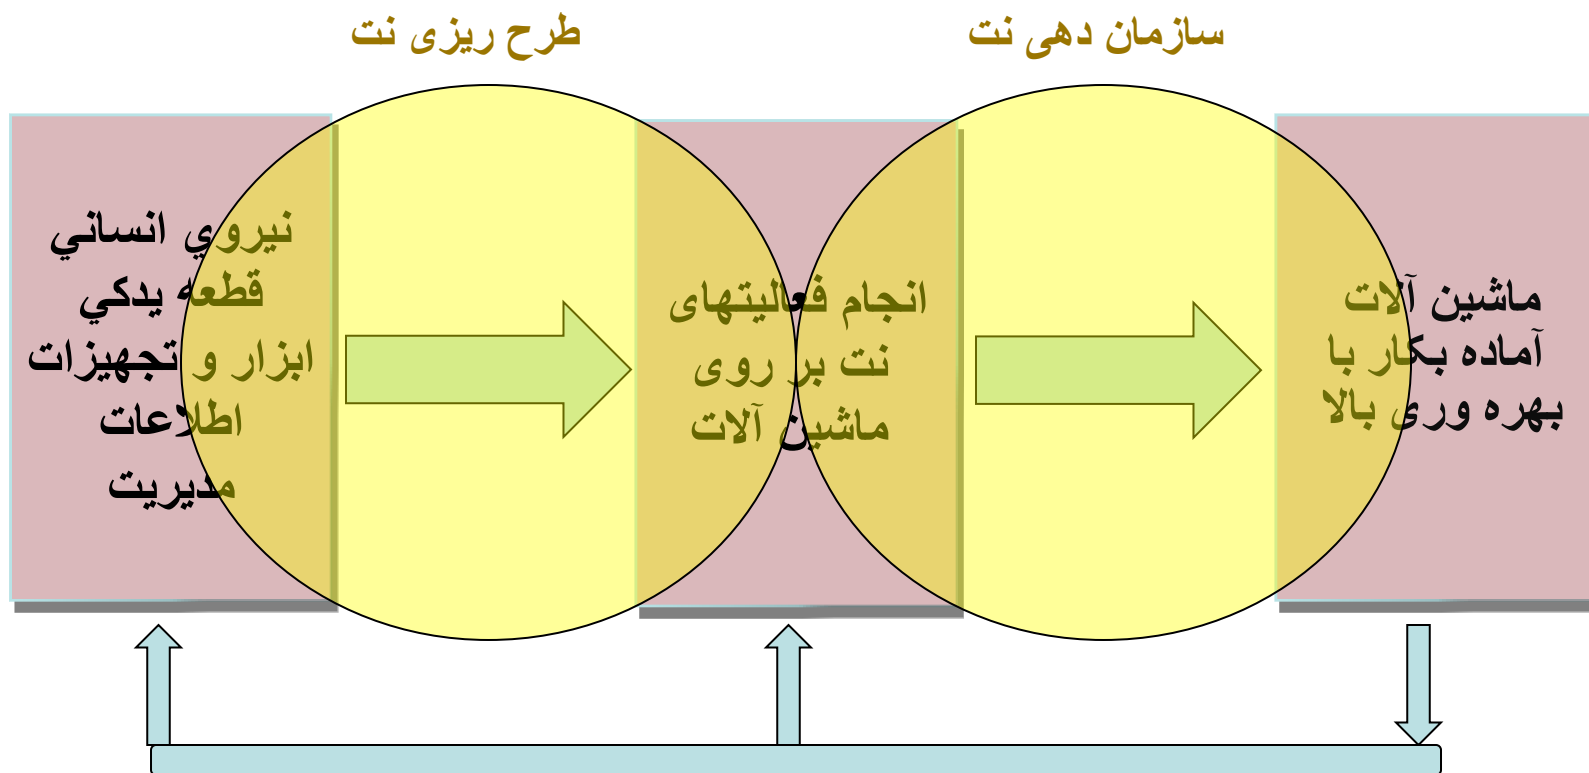 طرح ریزی نت
سازمان دهی نت
نيروي انساني
قطعه يدكي
ابزار و تجهيزات
اطلاعات
مديريت
انجام فعالیتهای
نت بر روی
ماشین آلات
ماشین آلات
آماده بکار با
بهره وری بالا